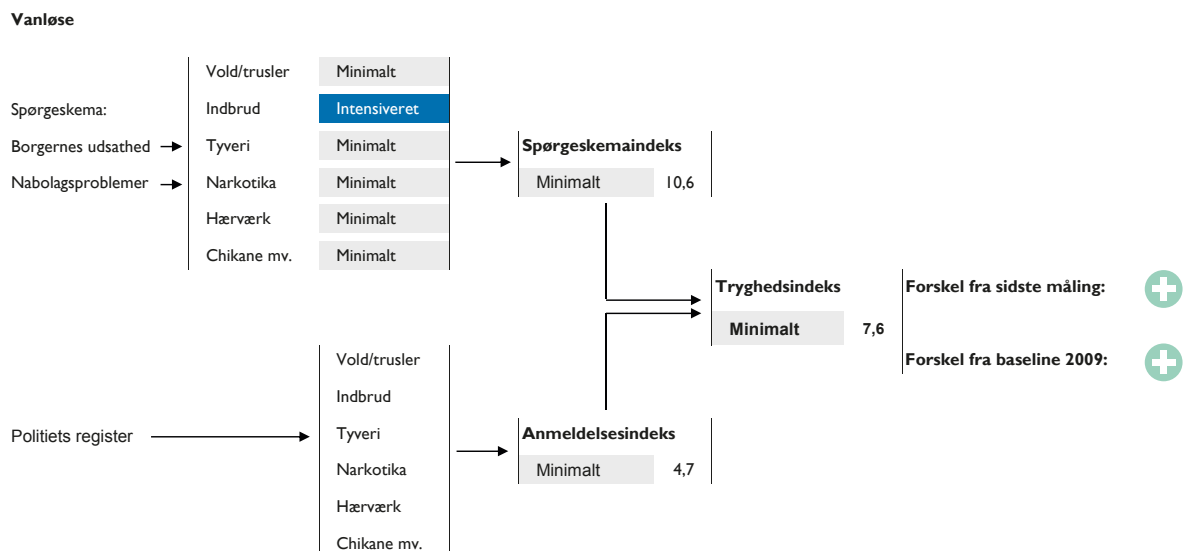 Vanløse
Vold/trusler Minimalt
Spørgeskema: Indbrud Intensiveret
Borgernes udsathed Tyveri Minimalt
Nabolagsproblemer Narkotika Minimalt
Hærværk Minimalt
Chikane mv. Minimalt
Spørgeskemaindeks
Minimalt 10,6
Tryghedsindeks
Minimalt 7,6
Forskel fra sidste måling:
Forskel fra baseline 2009:
Politiets register
Vold/trusler
Indbrud
Tyveri
Narkotika
Hærværk
Chikane mv.
Anmeldelsesindeks
Minimalt 4,7